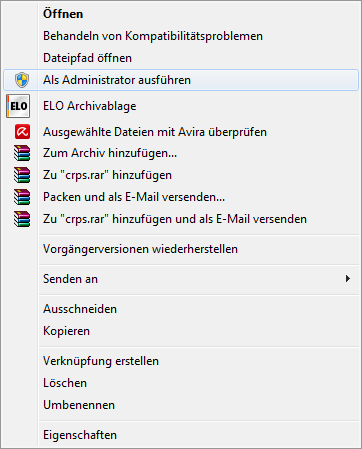 Öffnen
Behandeln von Kompatibilitätsproblemen
Dateipfad öffnen
Als Administrator ausführen
ELO ELO Archivablage
Ausgewählte Dateien mit Avira überprüfen
Zum Archiv hinzufügen...
Zu "crps.rar" hinzufügen
Packen und als E-Mail versenden...
Zu "crps.rar" hinzufügen und als E-Mail versenden
Vorgängerversionen wiederherstellen
Senden an
Ausschneiden
Kopieren
Verknüpfung erstellen
Löschen
Umbenennen
Eigenschaften